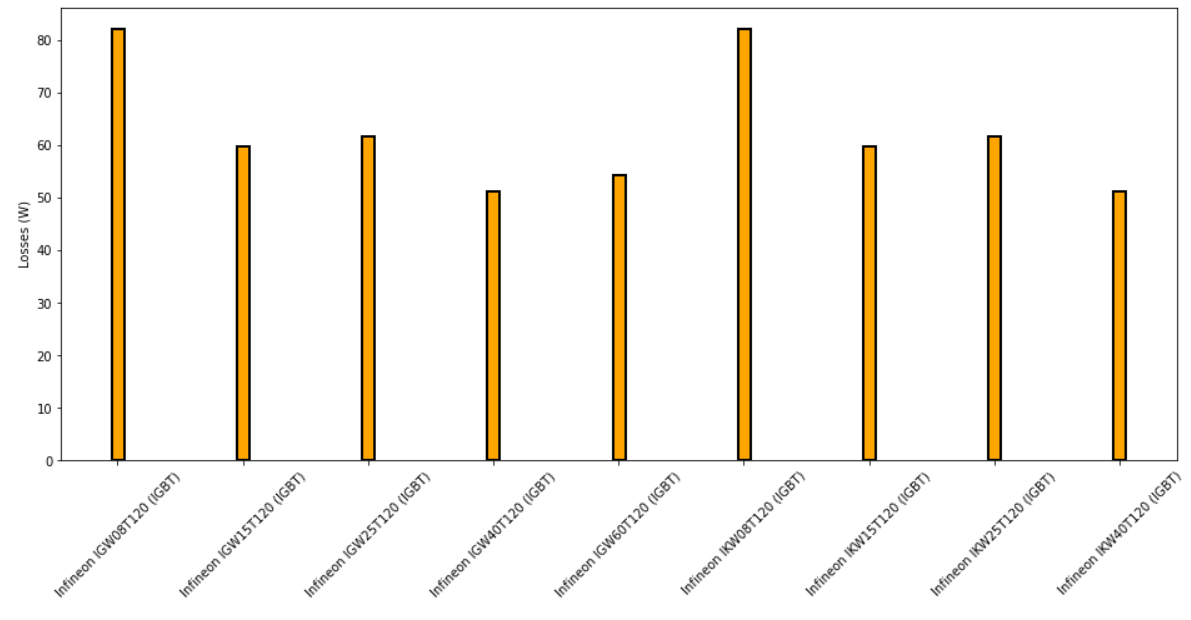 80
70
60
50
40
30
20
10
0
Losses (W)
Infineon IGW08T120 (IGBT)
Infineon IGW15T120 (IGBT)
Infineon IGW25T120 (IGBT)
Infineon IGW40T120 (IGBT)
Infineon IGW60T120 (IGBT)
Infineon IKW08T120 (IGBT)
Infineon IKW15T120 (IGBT)
Infineon IKW25T120 (IGBT)
Infineon IKW40T120 (IGBT)